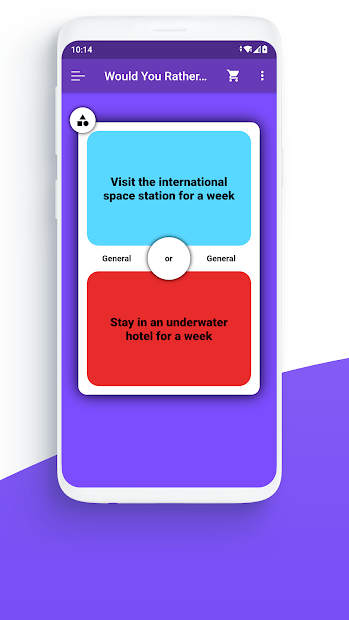 10:14
Would You Rather...
Visit the international
space station for a week
General or General
Stay in an underwater
hotel for a week